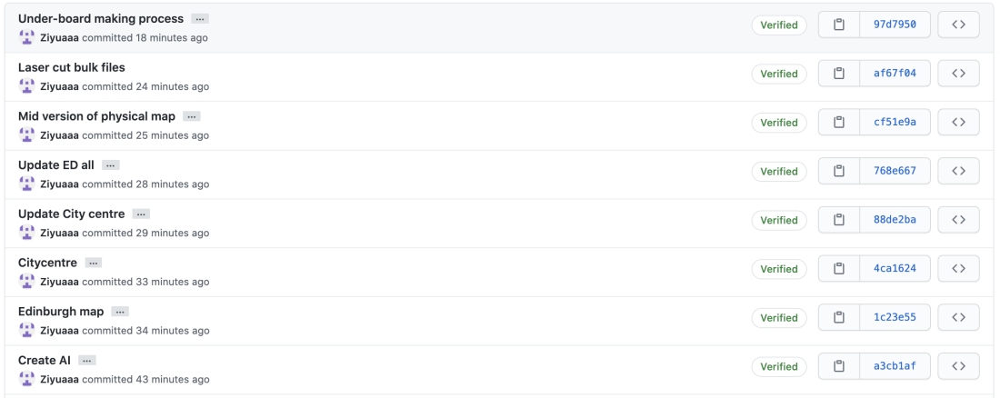 Under-board making process ...
Verified
97d7950
Ziyuaaa committed 18 minutes ago
Laser cut bulk files
Verified
af67f04
Ziyuaaa committed 24 minutes ago
Mid version of physical map ...
Verified
cf51e9a
Ziyuaaa committed 25 minutes ago
Update ED all ...
Verified
768e667
Ziyuaaa committed 28 minutes ago
Update City centre ...
Verified
88de2ba
Ziyuaaa committed 29 minutes ago
Citycentre ...
Verified
4ca1624
Ziyuaaa committed 33 minutes ago
Edinburgh map ...
Verified
1c23e55
Ziyuaaa committed 34 minutes ago
Create AI ...
Verified
a3cb1af
Ziyuaaa committed 43 minutes ago